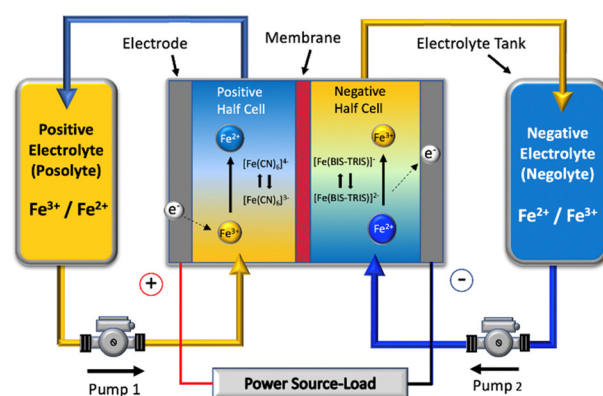 Electrode
Membrane
Electrolyte Tank
Positive
Electrolyte
(Posolyte)
Fe³⁺ / Fe²⁺
Positive
Half Cell
Fe²⁺
[Fe(CN)₆]⁴⁻
[Fe(CN)₆]³⁻
e⁻
Fe³⁺
Negative
Half Cell
Fe³⁺
[Fe(BIS-TRIS)]⁻
[Fe(BIS-TRIS)]²⁻
e⁻
Fe²⁺
Negative
Electrolyte
(Negolyte)
Fe²⁺ / Fe³⁺
+
−
Pump 1
Power Source-Load
Pump 2